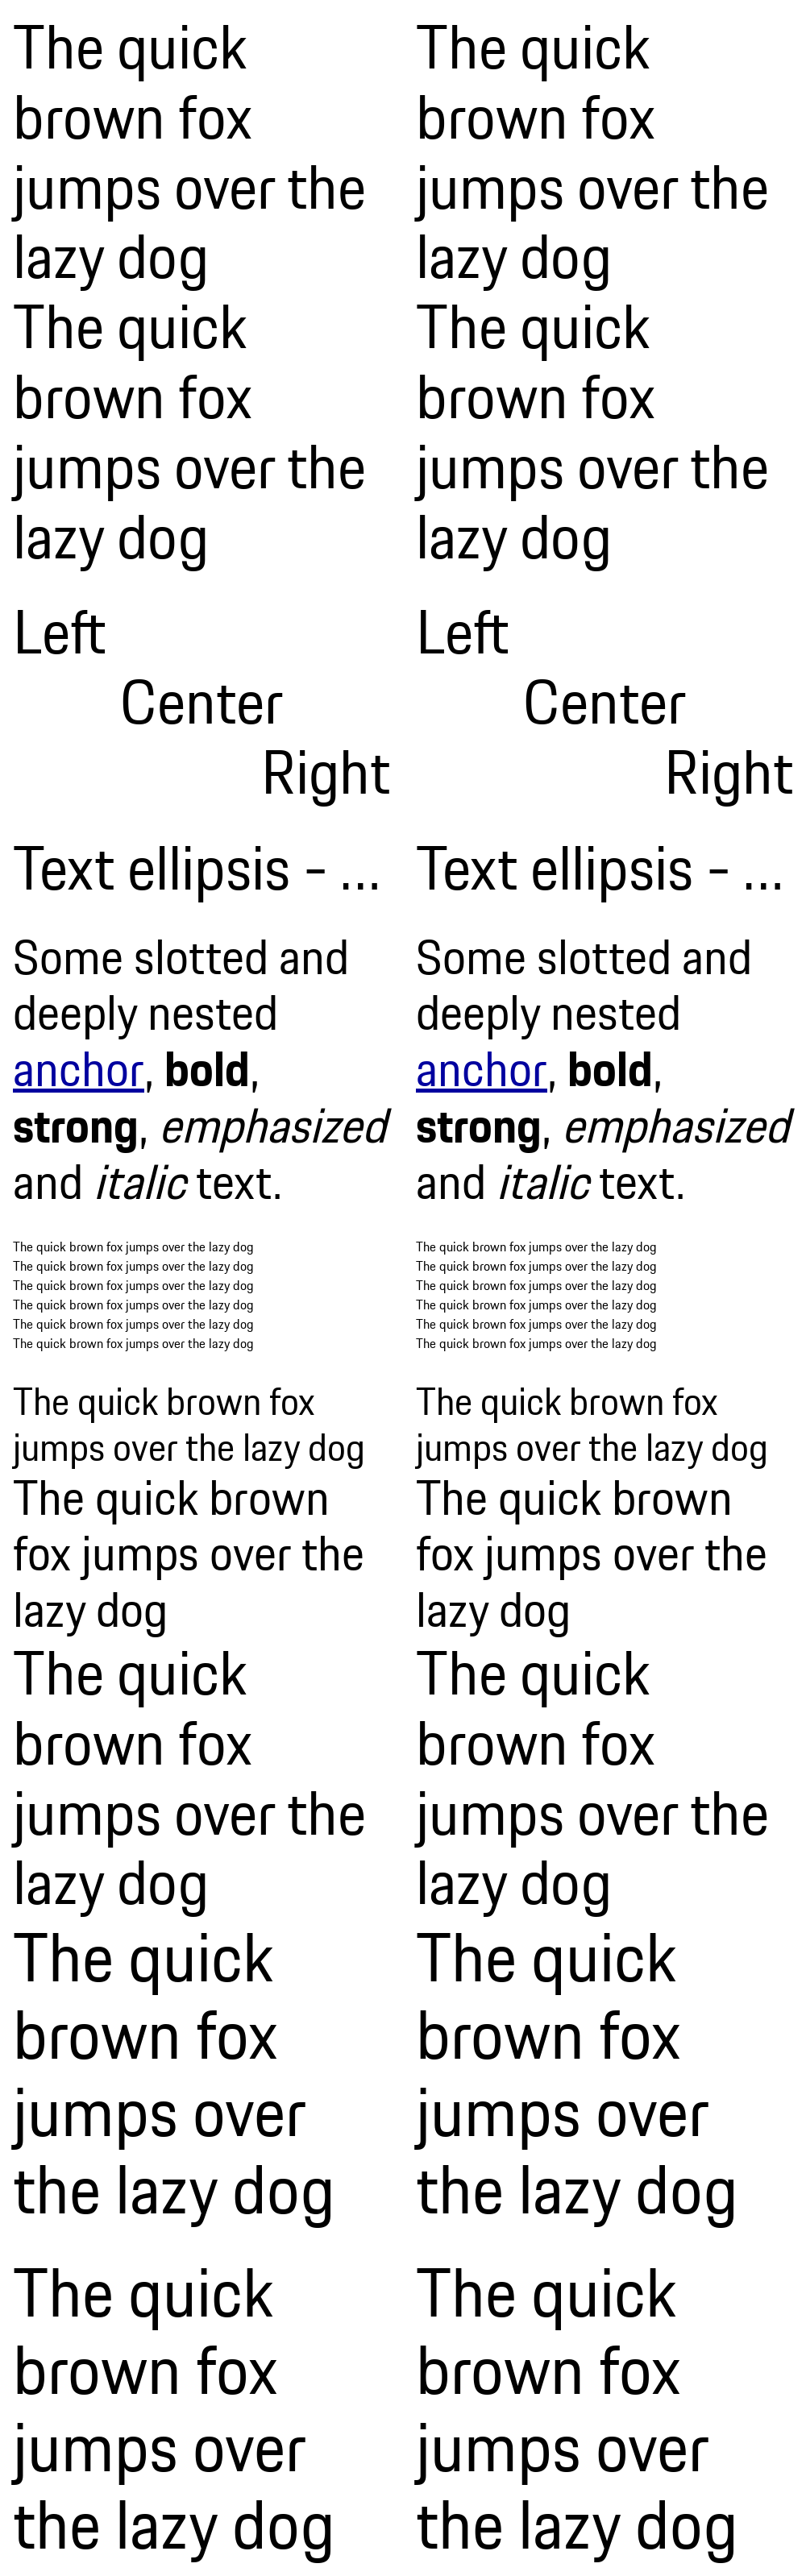 The quick
brown fox
jumps over the
lazy dog
The quick
brown fox
jumps over the
lazy dog
Left
Center
Right
Text ellipsis - ...
Some slotted and
deeply nested
anchor, bold,
strong, emphasized
and italic text.
The quick brown fox jumps over the lazy dog
The quick brown fox jumps over the lazy dog
The quick brown fox jumps over the lazy dog
The quick brown fox jumps over the lazy dog
The quick brown fox jumps over the lazy dog
The quick brown fox jumps over the lazy dog
The quick brown fox
jumps over the lazy dog
The quick brown
fox jumps over the
lazy dog
The quick
brown fox
jumps over the
lazy dog
The quick
brown fox
jumps over
the lazy dog
The quick
brown fox
jumps over
the lazy dog
The quick
brown fox
jumps over the
lazy dog
The quick
brown fox
jumps over the
lazy dog
Left
Center
Right
Text ellipsis - ...
Some slotted and
deeply nested
anchor, bold,
strong, emphasized
and italic text.
The quick brown fox jumps over the lazy dog
The quick brown fox jumps over the lazy dog
The quick brown fox jumps over the lazy dog
The quick brown fox jumps over the lazy dog
The quick brown fox jumps over the lazy dog
The quick brown fox jumps over the lazy dog
The quick brown fox
jumps over the lazy dog
The quick brown
fox jumps over the
lazy dog
The quick
brown fox
jumps over the
lazy dog
The quick
brown fox
jumps over
the lazy dog
The quick
brown fox
jumps over
the lazy dog